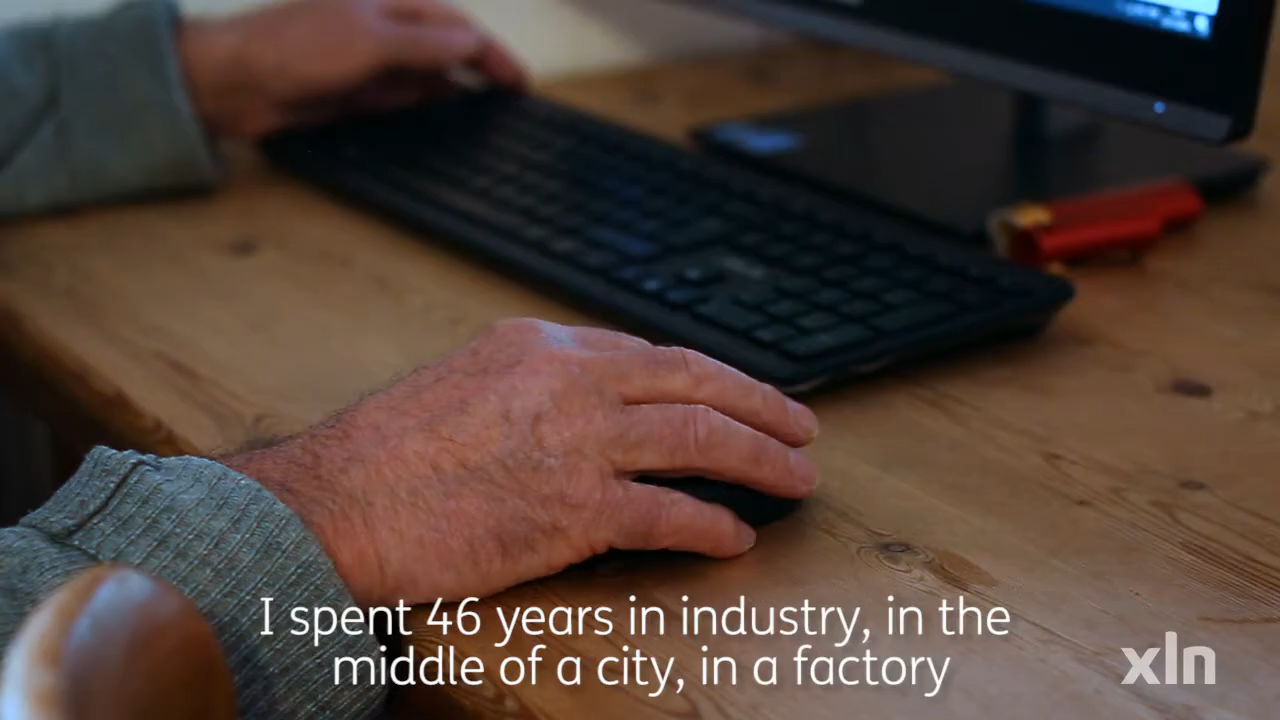 I spent 46 years in industry, in the
middle of a city, in a factory
xln